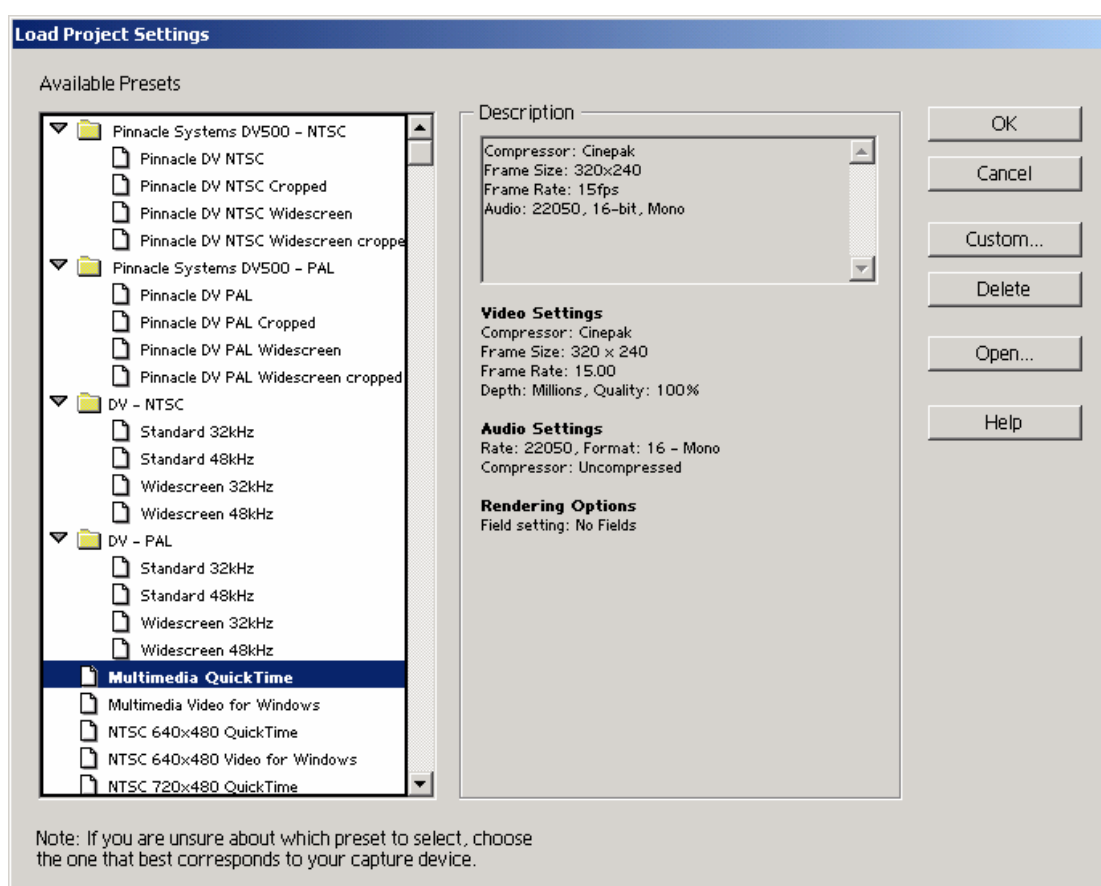 Load Project Settings
Available Presets
Pinnacle Systems DV500 - NTSC
Pinnacle DV NTSC
Pinnacle DV NTSC Cropped
Pinnacle DV NTSC Widescreen
Pinnacle DV NTSC Widescreen croppe
Pinnacle Systems DV500 - PAL
Pinnacle DV PAL
Pinnacle DV PAL Cropped
Pinnacle DV PAL Widescreen
Pinnacle DV PAL Widescreen cropped
DV - NTSC
Standard 32kHz
Standard 48kHz
Widescreen 32kHz
Widescreen 48kHz
DV - PAL
Standard 32kHz
Standard 48kHz
Widescreen 32kHz
Widescreen 48kHz
Multimedia QuickTime
Multimedia Video for Windows
NTSC 640x480 QuickTime
NTSC 640x480 Video for Windows
NTSC 720x480 QuickTime
Description
Compressor: Cinepak
Frame Size: 320x240
Frame Rate: 15fps
Audio: 22050, 16-bit, Mono
Video Settings
Compressor: Cinepak
Frame Size: 320 x 240
Frame Rate: 15.00
Depth: Millions, Quality: 100%
Audio Settings
Rate: 22050, Format: 16 - Mono
Compressor: Uncompressed
Rendering Options
Field setting: No Fields
OK
Cancel
Custom...
Delete
Open...
Help
Note: If you are unsure about which preset to select, choose
the one that best corresponds to your capture device.